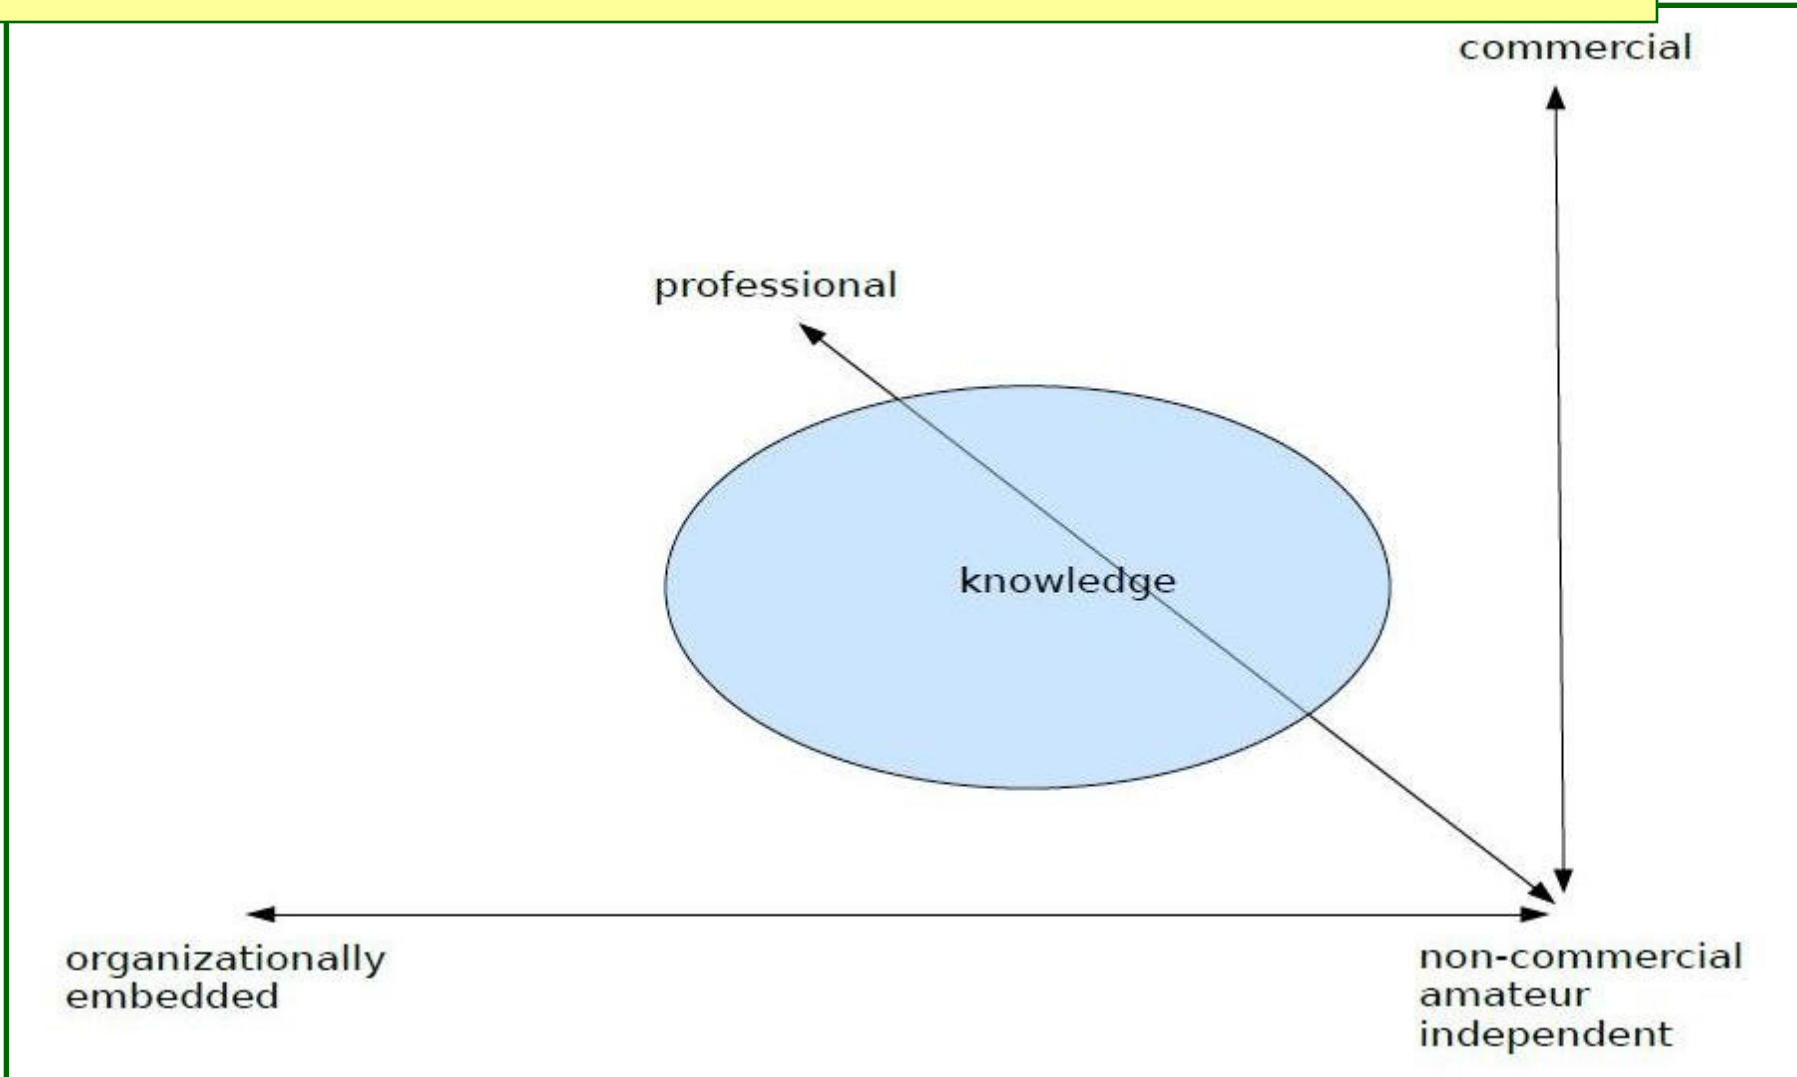 commercial
professional
knowledge
organizationally
embedded
non-commercial
amateur
independent